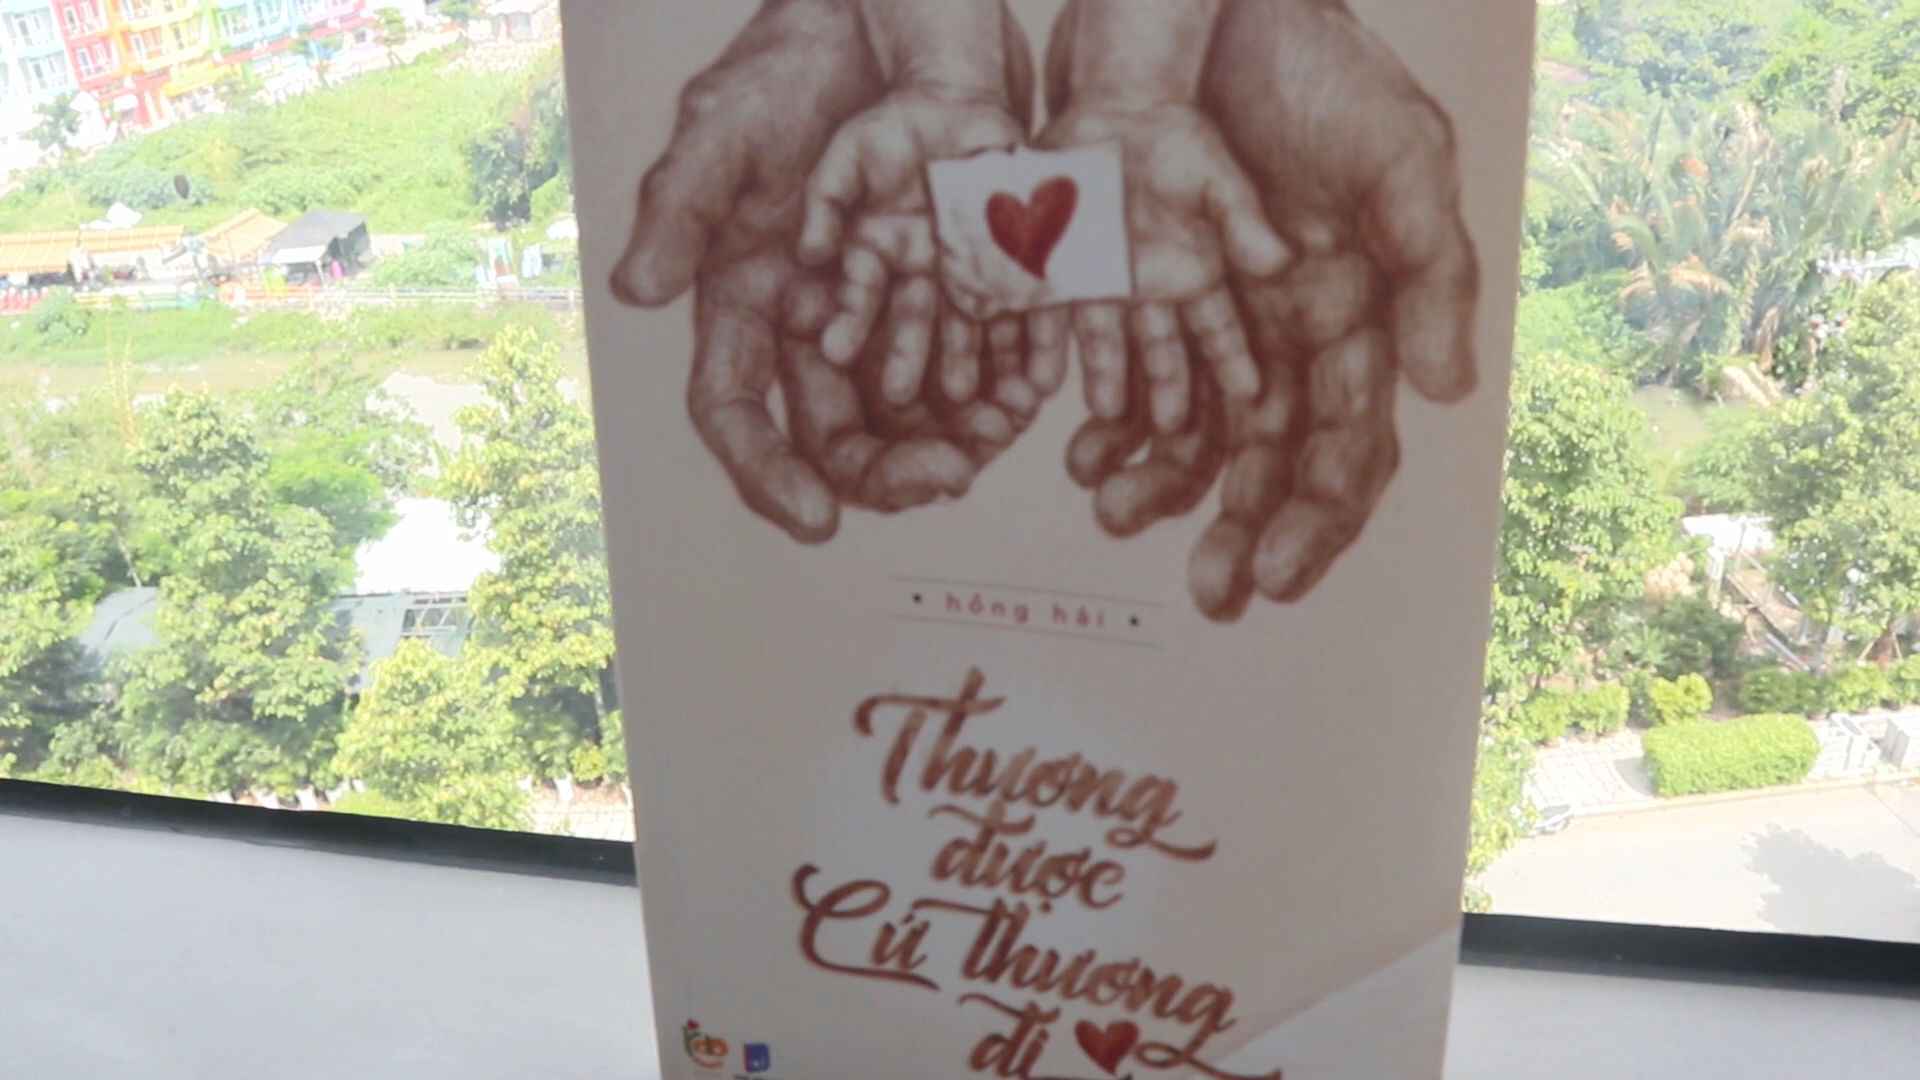 • hồng hải •
Thương
được
Cứ thương
đi